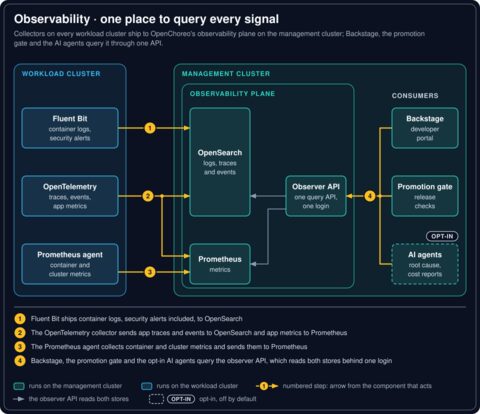 Observability · one place to query every signal
Collectors on every workload cluster ship to OpenChoreo's observability plane on the management cluster; Backstage, the promotion
gate and the AI agents query it through one API.
WORKLOAD CLUSTER
Fluent Bit
container logs,
security alerts
OpenTelemetry
traces, events,
app metrics
Prometheus agent
container and
cluster metrics
1
2
3
MANAGEMENT CLUSTER
OBSERVABILITY PLANE
OpenSearch
logs, traces
and events
Prometheus
metrics
Observer API
one query API,
one login
4
CONSUMERS
Backstage
developer
portal
Promotion gate
release
checks
OPT-IN
AI agents
root cause,
cost reports
1 Fluent Bit ships container logs, security alerts included, to OpenSearch
2 The OpenTelemetry collector sends app traces and events to OpenSearch and app metrics to Prometheus
3 The Prometheus agent collects container and cluster metrics and sends them to Prometheus
4 Backstage, the promotion gate and the opt-in AI agents query the observer API, which reads both stores behind one login
runs on the management cluster
runs on the workload cluster
1 numbered step: arrow from the component that acts
the observer API reads both stores
OPT-IN opt-in, off by default